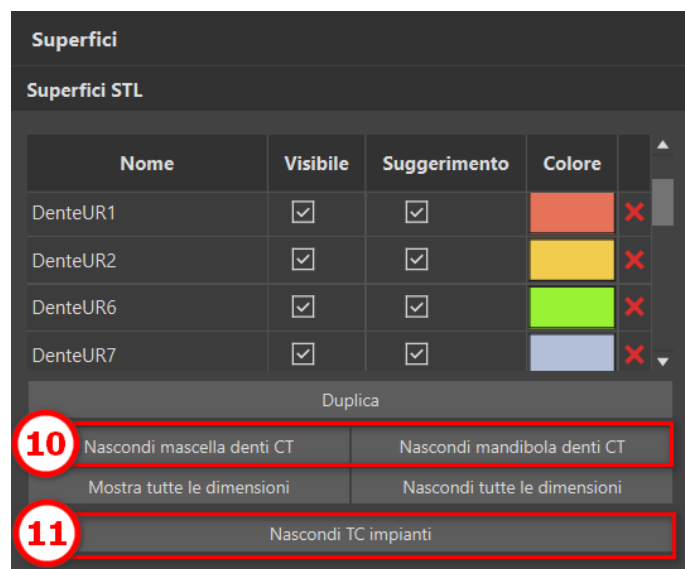 Superfici
Superfici STL
Nome Visibile Suggerimento Colore
DenteUR1
DenteUR2
DenteUR6
DenteUR7
Duplica
10 Nascondi mascella denti CT Nascondi mandibola denti CT
Mostra tutte le dimensioni Nascondi tutte le dimensioni
11 Nascondi TC impianti